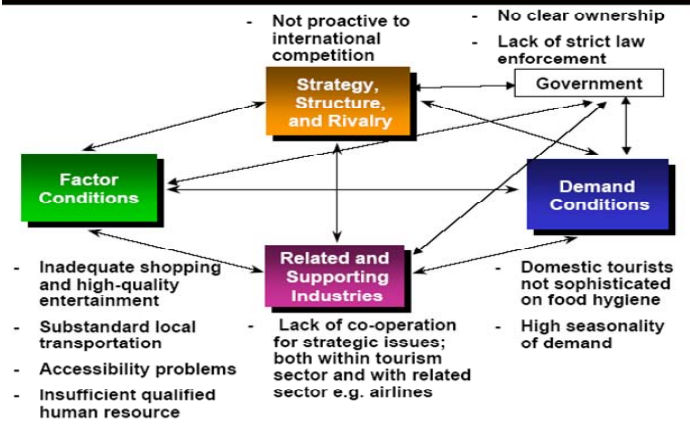 - Not proactive to
international
competition
- No clear ownership
- Lack of strict law
enforcement
Strategy,
Structure,
and Rivalry
Government
Factor
Conditions
Demand
Conditions
Related and
Supporting
Industries
- Inadequate shopping
and high-quality
entertainment
- Substandard local
transportation
- Accessibility problems
- Insufficient qualified
human resource
- Lack of co-operation
for strategic issues;
both within tourism
sector and with related
sector e.g. airlines
- Domestic tourists
not sophisticated
on food hygiene
- High seasonality
of demand